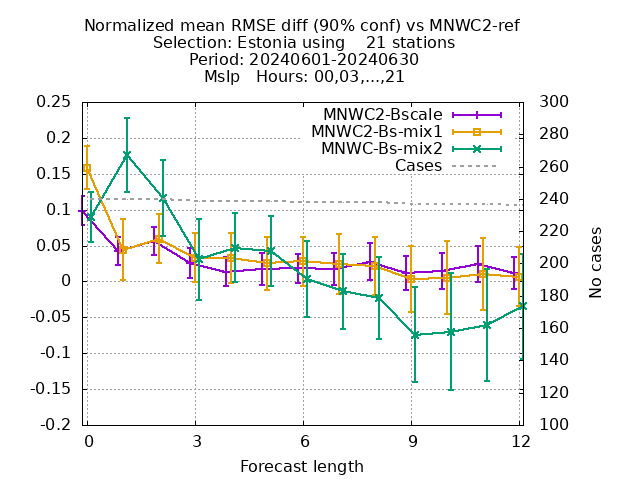 Normalized mean RMSE diff (90% conf) vs MNWC2-ref
Selection: Estonia using    21 stations
Period: 20240601-20240630
Mslp   Hours: 00,03,...,21
MNWC2-Bscale
MNWC2-Bs-mix1
MNWC-Bs-mix2
Cases
0.25
0.2
0.15
0.1
0.05
0
-0.05
-0.1
-0.15
-0.2
300
280
260
240
220
200
180
160
140
120
100
No cases
0 3 6 9 12
Forecast length